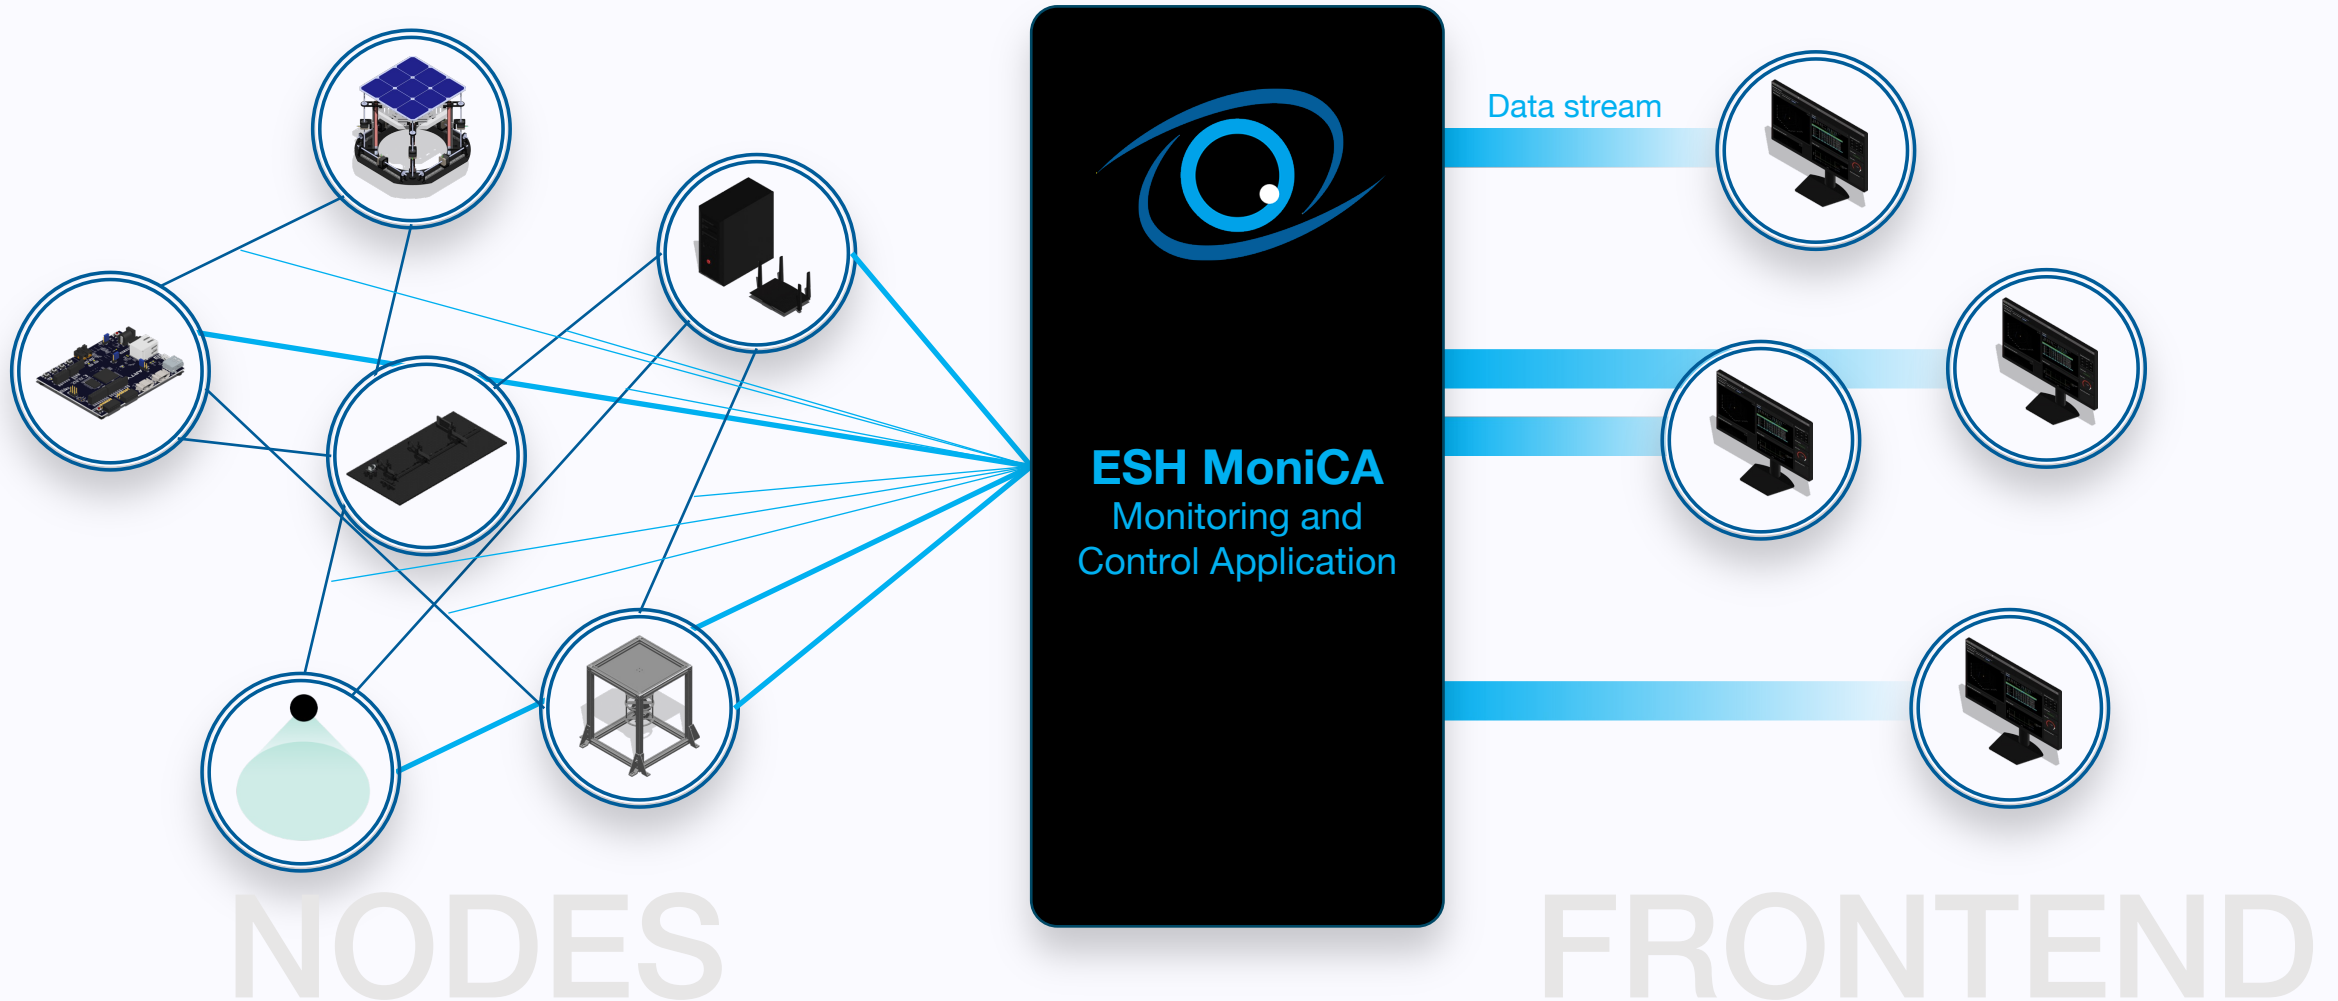 Data stream
ESH MoniCA
Monitoring and
Control Application
NODES
FRONTEND